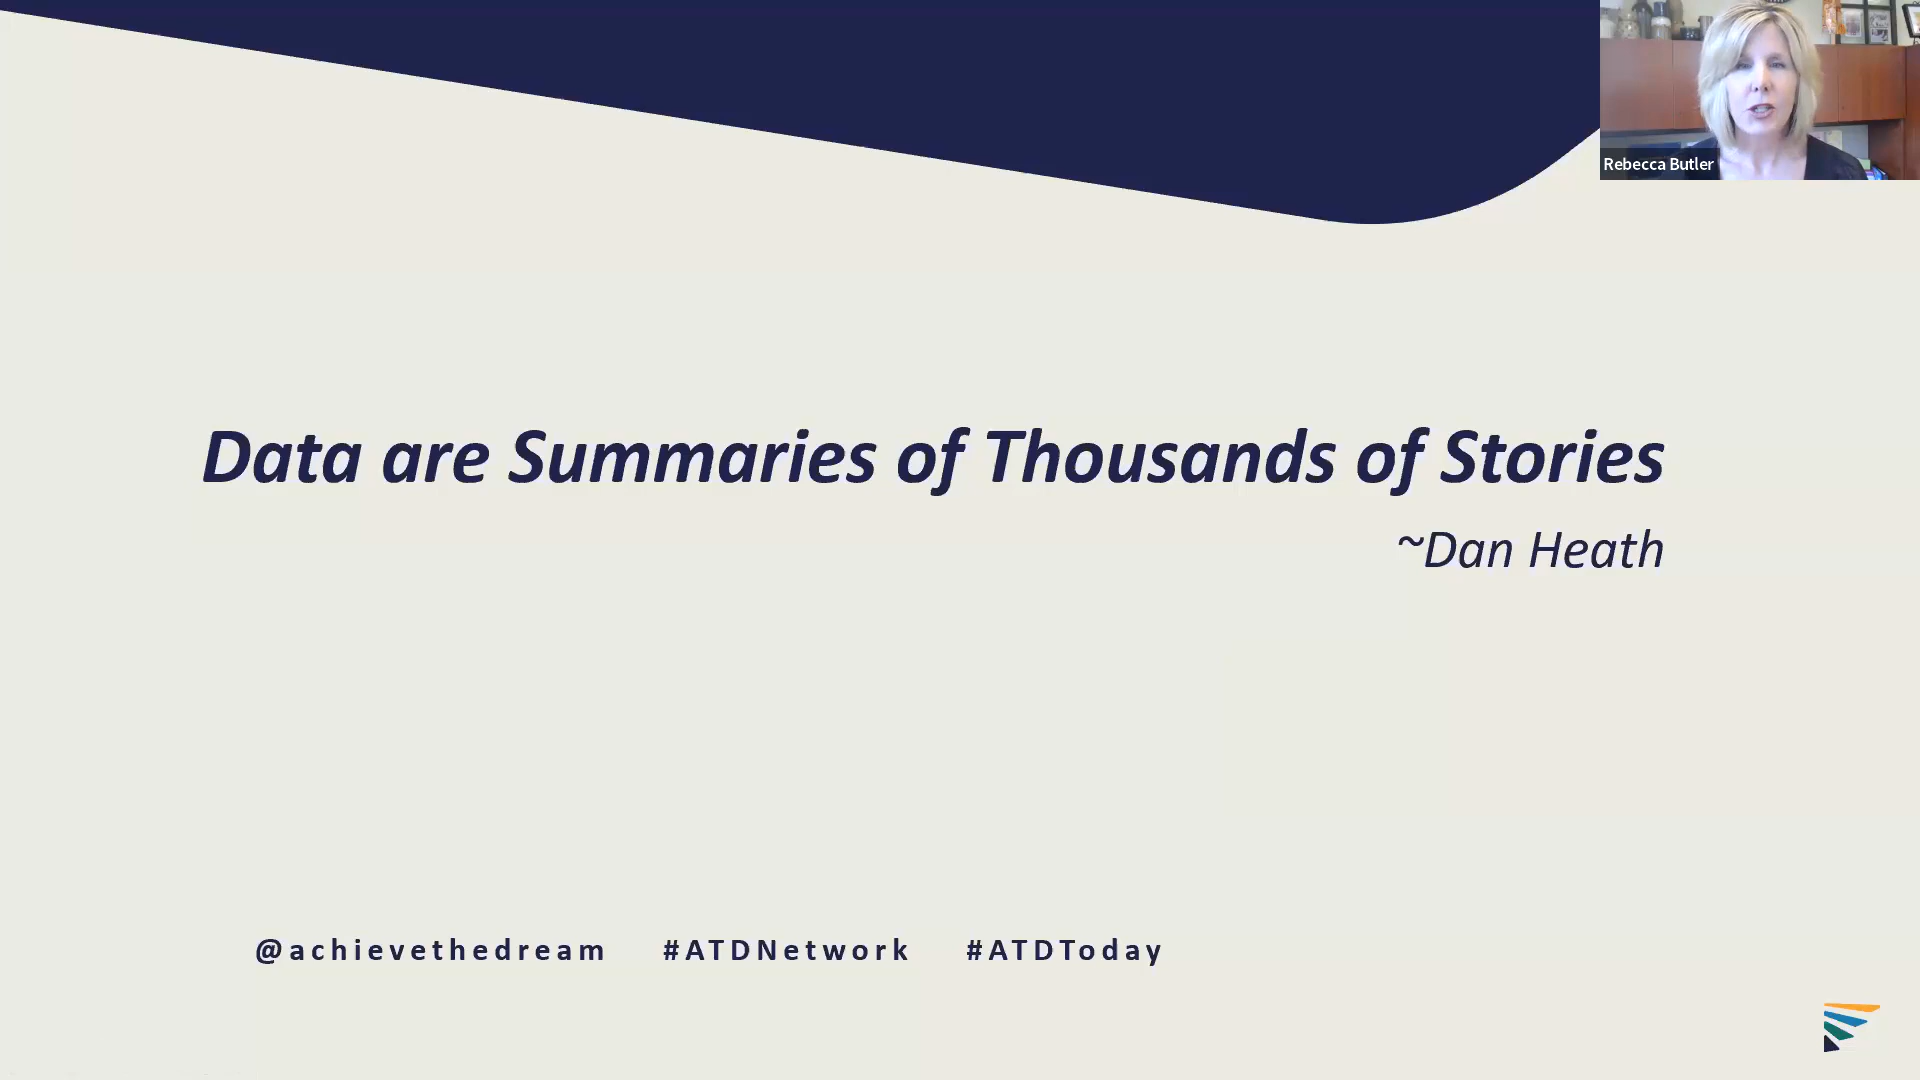 Rebecca Butler
Data are Summaries of Thousands of Stories
~Dan Heath
@achievethedream #ATDNetwork #ATDToday